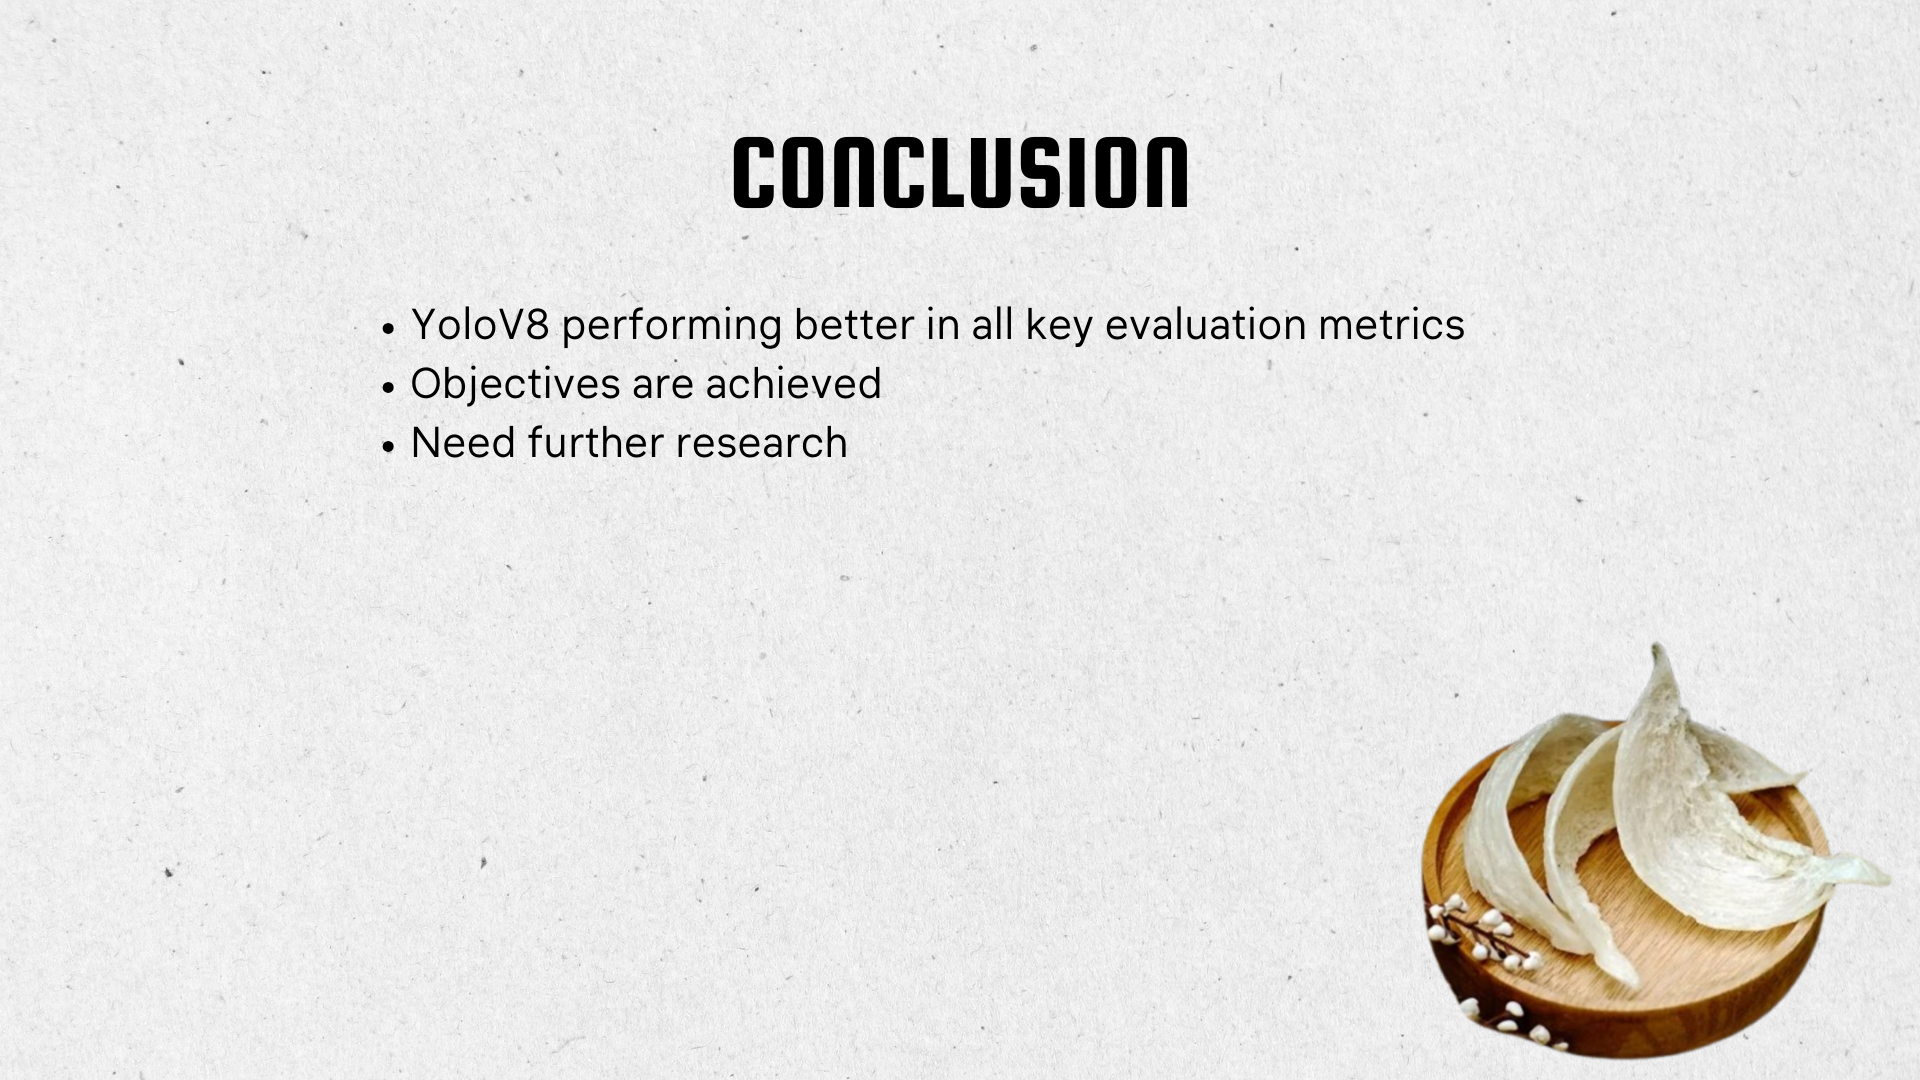 CONCLUSION
• YoloV8 performing better in all key evaluation metrics
• Objectives are achieved
• Need further research